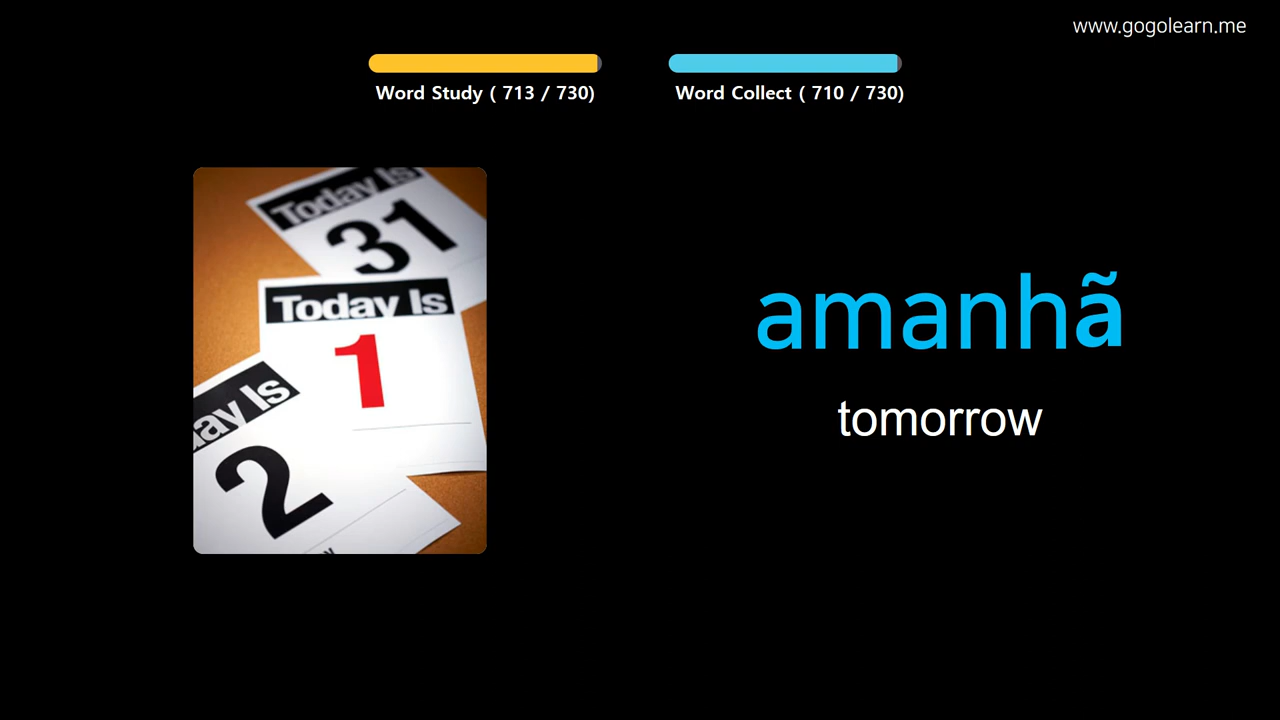 www.gogolearn.me
Word Study ( 713 / 730)
Word Collect ( 710 / 730)
Today Is
31
Today Is
1
ay Is
2
amanhã
tomorrow